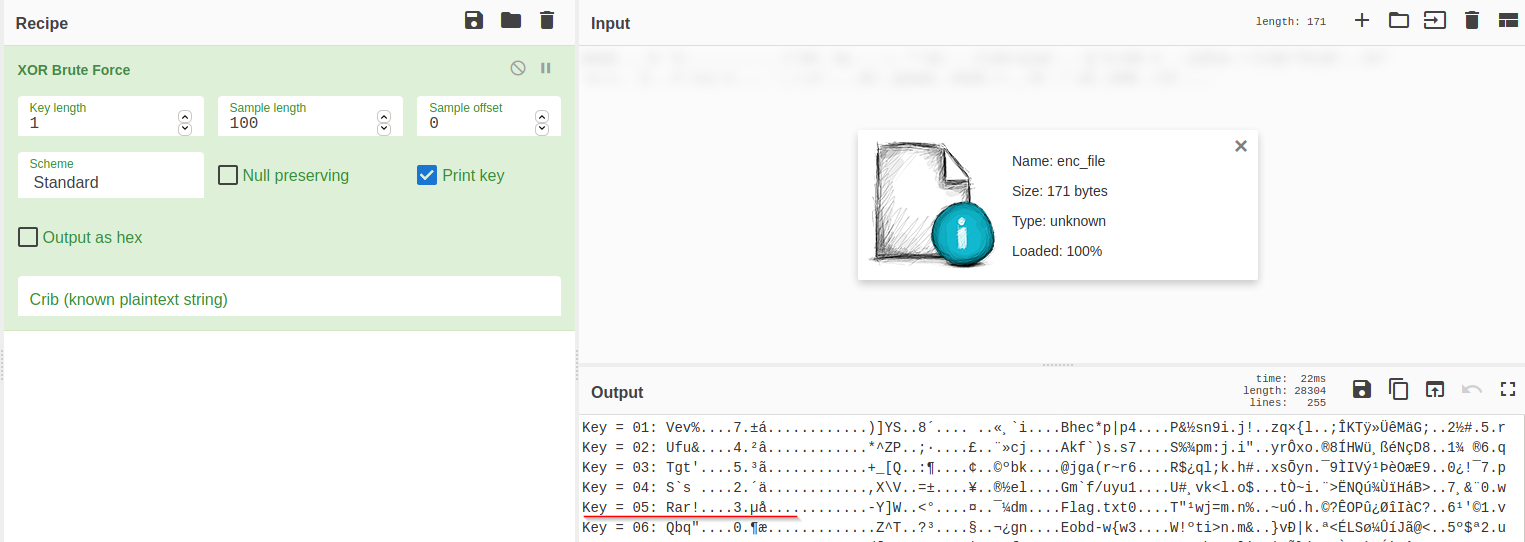 Recipe
XOR Brute Force
Key length
1
Sample length
100
Sample offset
0
Scheme
Standard
Null preserving
Print key
Output as hex
Crib (known plaintext string)
Input
length: 171
Name: enc_file
Size: 171 bytes
Type: unknown
Loaded: 100%
Output
time: 22ms
length: 28304
lines: 255
Key = 01: Vev%....7.±á............)]YS..8´.... ..«¸`i....Bhec*p|p4....P&½sn9i.j!..zq×{l..;ÎKTÿ»ÜêMäG;..2½#.5.r
Key = 02: Ufu&....4.²â............*^ZP..;·....£..¨»cj....Akf`)s.s7....S%¾pm:j.i"..yrÔxo.®8ÍHWü¸ßéNçD8..1¾ ®6.q
Key = 03: Tgt'....5.³ã............+_[Q..:¶....¢..©ºbk....@jga(r~r6....R$¿ql;k.h#..xsÕyn.¯9ÌIVý¹ÞèOæE9..0¿!¯7.p
Key = 04: S`s ....2.´ä............,X\V..=±....¥..®½el....Gm`f/uyu1....U#¸vk<l.o$...tÒ~i.¨>ËNQú¾ÙïHáB>..7¸&¨0.w
Key = 05: Rar!....3.µå............-Y]W..<°....¤..¯¼dm....Flag.txt0....T"¹wj=m.n%..~uÓ.h.©?ÊOPû¿ØîIàC?..6¹'©1.v
Key = 06: Qbq"....0.¶æ.............Z^T..?³....§..¬¿gn....Eobd-w{w3....W!ºti>n.m&..}vÐ|k.ª<ÉLSø¼ÛíJã@<..5º$ª2.u